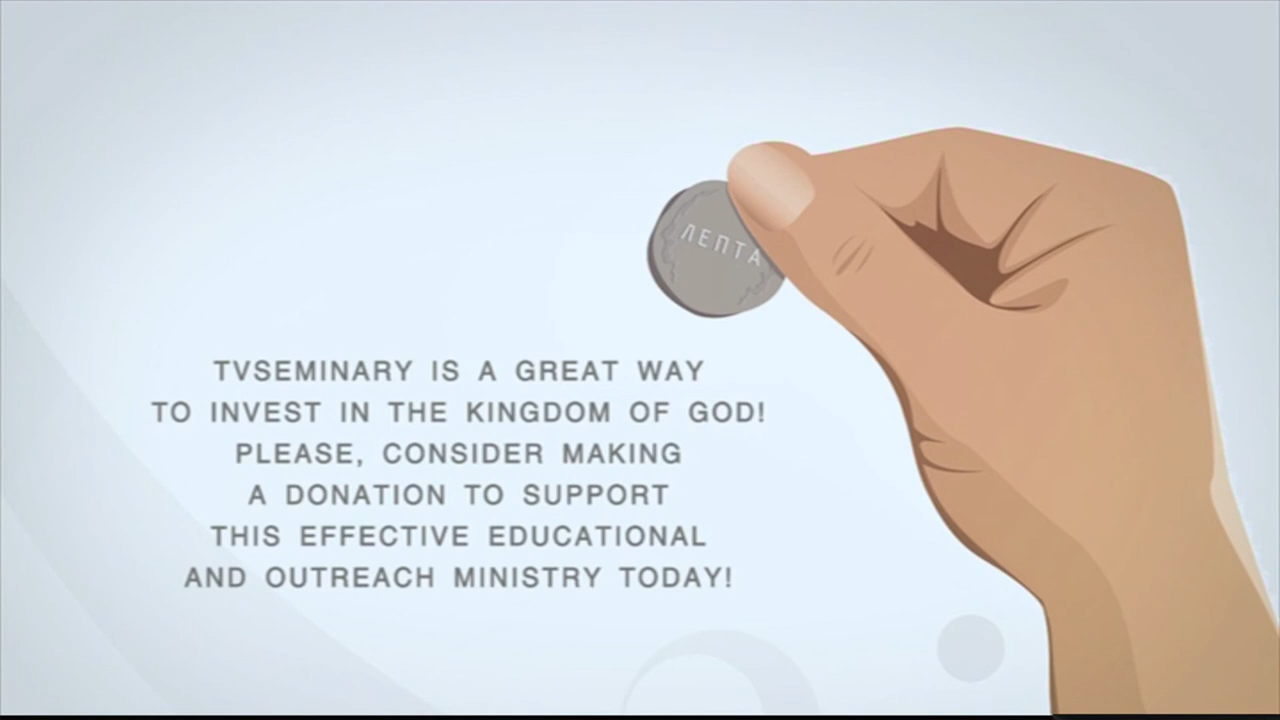 ЛЕПТА
TVSEMINARY IS A GREAT WAY
TO INVEST IN THE KINGDOM OF GOD!
PLEASE, CONSIDER MAKING
A DONATION TO SUPPORT
THIS EFFECTIVE EDUCATIONAL
AND OUTREACH MINISTRY TODAY!